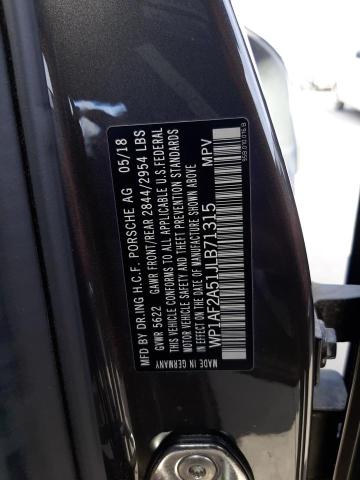 MFD BY DR.ING H.C.F. PORSCHE AG 05/18
GVWR 5622 GAWR FRONT/REAR 2844/2954 LBS
THIS VEHICLE CONFORMS TO ALL APPLICABLE U.S.FEDERAL
MOTOR VEHICLE SAFETY AND THEFT PREVENTION STANDARDS
IN EFFECT ON THE DATE OF MANUFACTURE SHOWN ABOVE.
WP1AF2A51JLB71315 MPV
MADE IN GERMANY